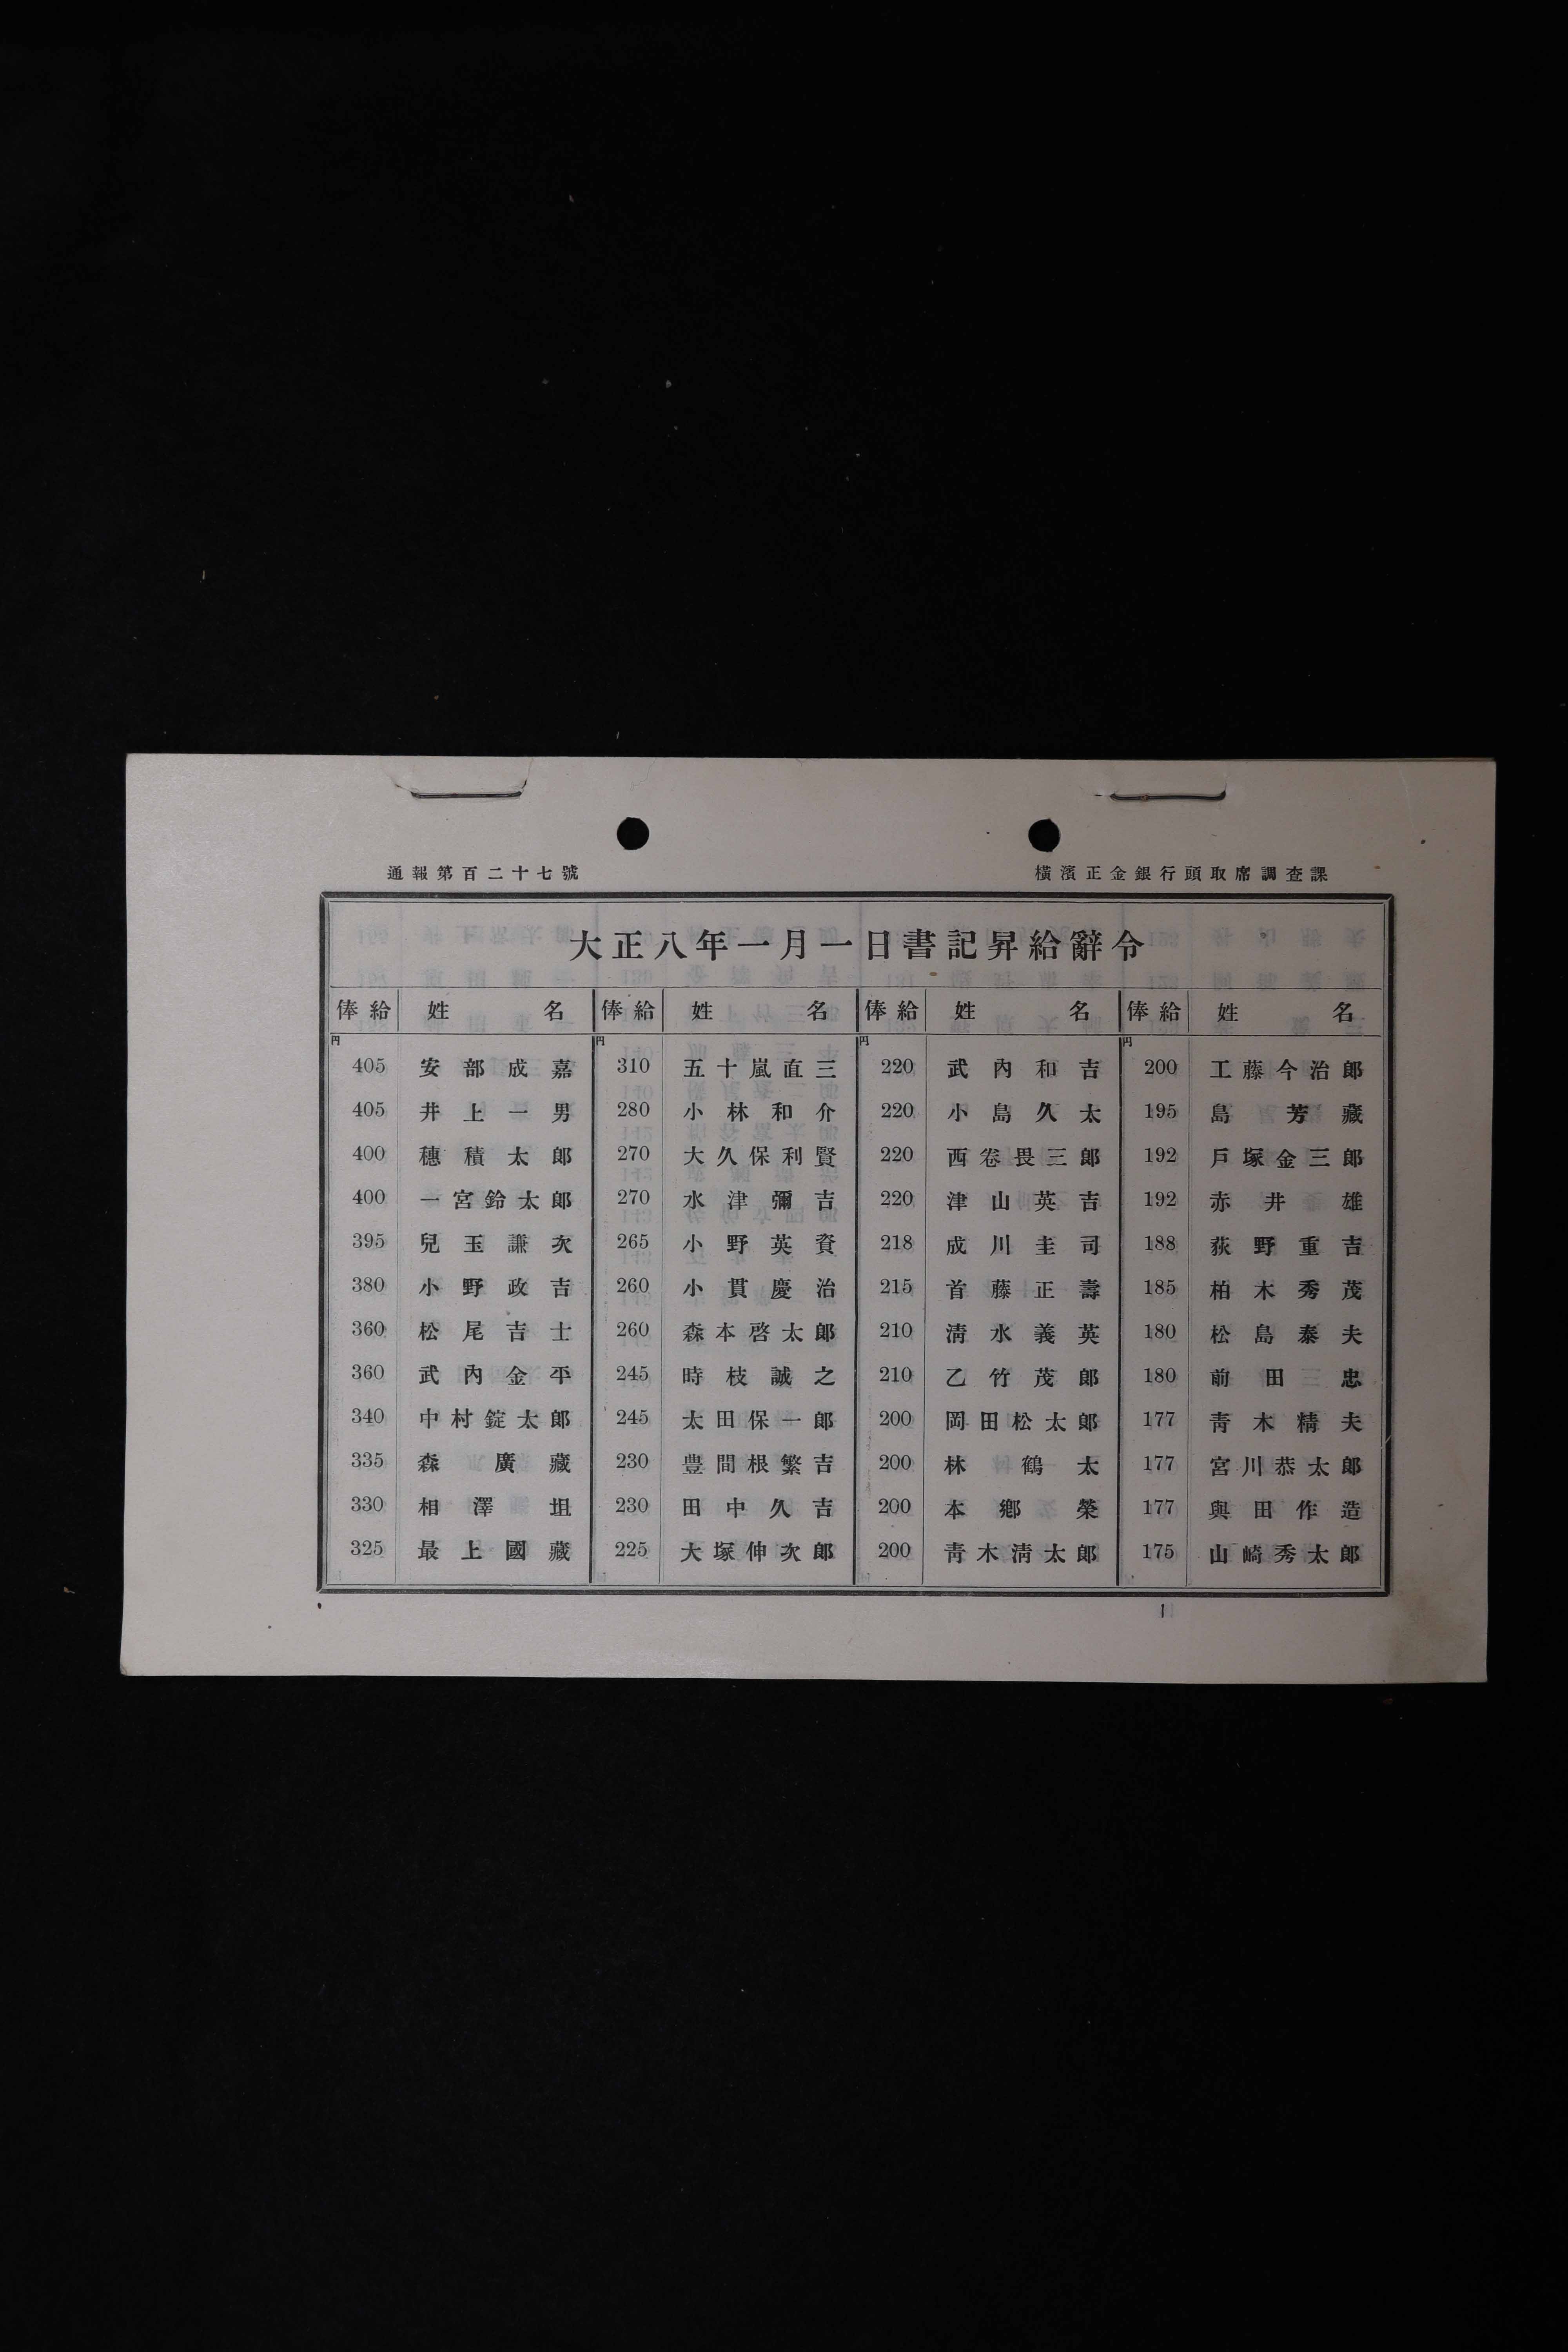 通報第百二十七號 橫濱正金銀行頭取席調査課
大正八年一月一日書記昇給辭令
俸給 姓名 俸給 姓名 俸給 姓名 俸給 姓名
円 円 円 円
405 安部成嘉 310 五十嵐直三 220 武內和吉 200 工藤今治郎
405 井上一男 280 小林和介 220 小島久太 195 島芳藏
400 穗積太郎 270 大久保利賢 220 西卷畏三郎 192 戶塚金三郎
400 一宮鈴太郎 270 水津彌吉 220 津山英吉 192 赤井雄
395 兒玉謙次 265 小野英資 218 成川圭司 188 荻野重吉
380 小野政吉 260 小貫慶治 215 首藤正壽 185 柏木秀茂
360 松尾吉士 260 森本啓太郎 210 淸水義英 180 松島泰夫
360 武內金平 245 時枝誠之 210 乙竹茂郎 180 前田三忠
340 中村錠太郎 245 太田保一郎 200 岡田松太郎 177 靑木精夫
335 森廣藏 230 豊間根繁吉 200 林鶴太 177 宮川恭太郎
330 相澤坥 230 田中久吉 200 本鄕榮 177 與田作造
325 最上國藏 225 大塚伸次郎 200 靑木淸太郎 175 山崎秀太郎
1